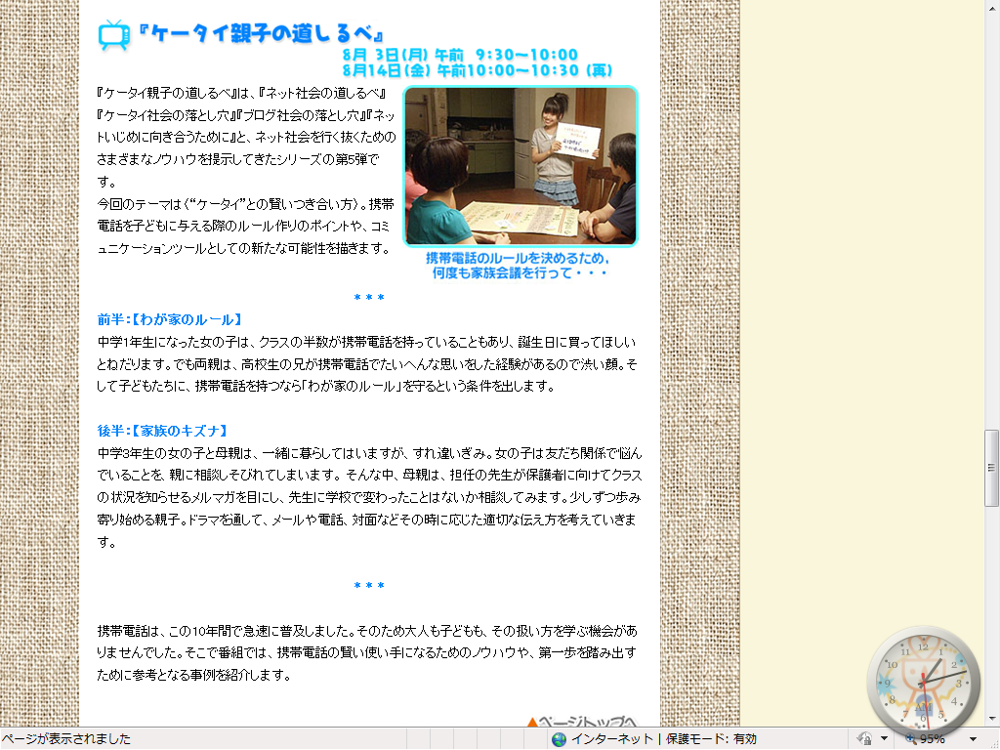 『ケータイ親子の道しるべ』
8月 3日(月) 午前 9:30～10:00
8月14日(金) 午前10:00～10:30 (再)
『ケータイ親子の道しるべ』は、『ネット社会の道しるべ』
『ケータイ社会の落とし穴』『ブログ社会の落とし穴』『ネッ
トいじめに向き合うために』と、ネット社会を行く抜くための
さまざまなノウハウを提示してきたシリーズの第5弾で
す。
今回のテーマは〈“ケータイ”との賢いつき合い方〉。携帯
電話を子どもに与える際のルール作りのポイントや、コミ
ュニケーションツールとしての新たな可能性を描きます。
携帯電話のルールを決めるため、
何度も家族会議を行って・・・
* * *
前半：【わが家のルール】
中学1年生になった女の子は、クラスの半数が携帯電話を持っていることもあり、誕生日に買ってほしい
とねだります。でも両親は、高校生の兄が携帯電話でたいへんな思いをした経験があるので渋い顔。そ
して子どもたちに、携帯電話を持つなら「わが家のルール」を守るという条件を出します。
後半：【家族のキズナ】
中学3年生の女の子と母親は、一緒に暮らしてはいますが、すれ違いぎみ。女の子は友だち関係で悩ん
でいることを、親に相談しそびれてしまいます。 そんな中、母親は、担任の先生が保護者に向けてクラス
の状況を知らせるメルマガを目にし、先生に学校で変わったことはないか相談してみます。少しずつ歩み
寄り始める親子。ドラマを通して、メールや電話、対面などその時に応じた適切な伝え方を考えていきま
す。
* * *
携帯電話は、この10年間で急速に普及しました。そのため大人も子どもも、その扱い方を学ぶ機会があ
りませんでした。そこで番組では、携帯電話の賢い使い手になるためのノウハウや、第一歩を踏み出す
ために参考となる事例を紹介します。
▲ページトップへ
12 1 2 3 4 5 6 7 8 9 10 11
AM
ページが表示されました
インターネット | 保護モード: 有効
95%